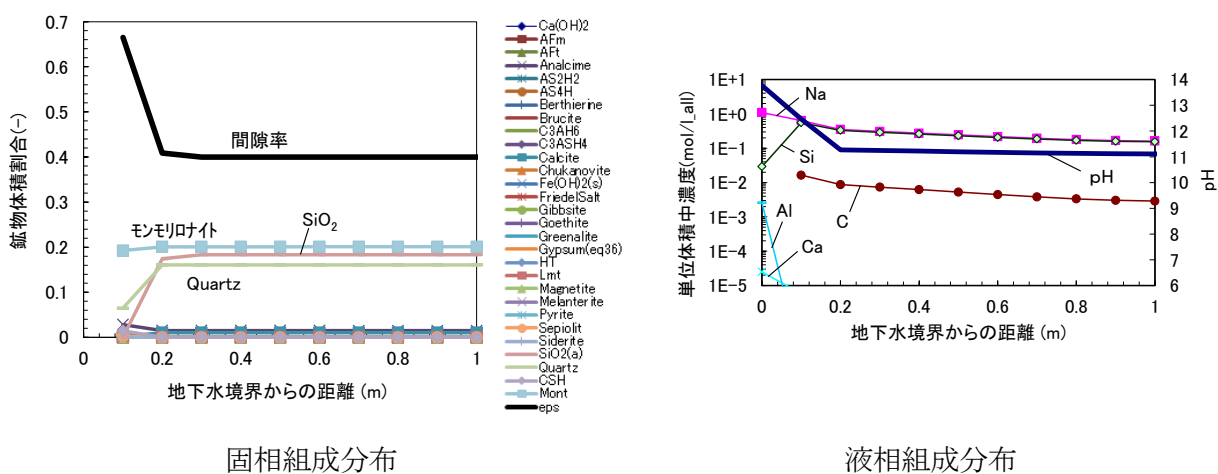 0.7
0.6
0.5
0.4
0.3
0.2
0.1
0
鉱物体積割合(-)
間隙率
モンモリロナイト
SiO2
Quartz
0 0.2 0.4 0.6 0.8 1
地下水境界からの距離 (m)
Ca(OH)2
AFm
AFt
Analcime
AS2H2
AS4H
Berthierine
Brucite
C3AH6
C3ASH4
Calcite
Chukanovite
Fe(OH)2(s)
FriedelSalt
Gibbsite
Goethite
Greenalite
Gypsum(eq36)
HT
Lmt
Magnetite
Melanterite
Pyrite
Sepiolit
Siderite
SiO2(a)
Quartz
CSH
Mont
eps
固相組成分布
1E+1
1E+0
1E-1
1E-2
1E-3
1E-4
1E-5
単位体積中濃度(mol/l_all)
Na
Si
pH
C
Al
Ca
14
13
12
11
10
9
8
7
6
pH
0 0.2 0.4 0.6 0.8 1
地下水境界からの距離 (m)
液相組成分布